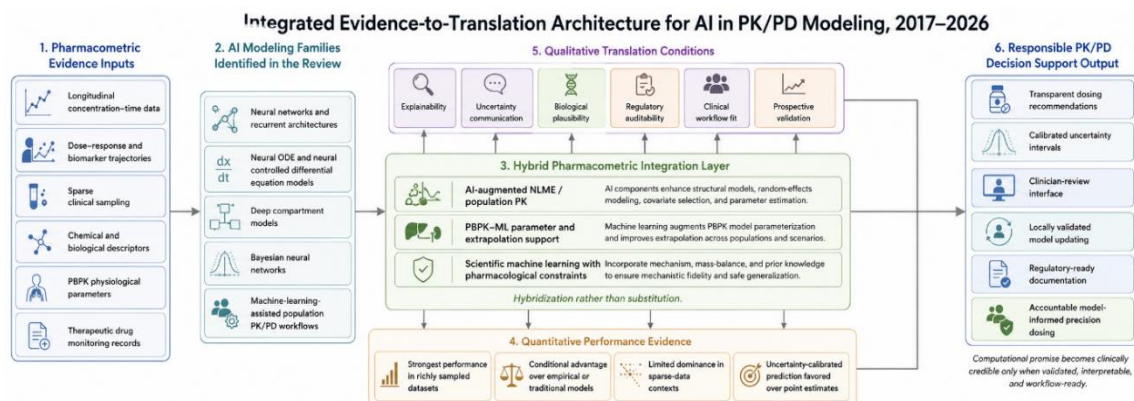 Integrated Evidence-to-Translation Architecture for AI in PK/PD Modeling, 2017–2026
1. Pharmacometric
Evidence Inputs
Longitudinal
concentration–time data
Dose–response and
biomarker trajectories
Sparse
clinical sampling
Chemical and
biological descriptors
PBPK physiological
parameters
Therapeutic drug
monitoring records
2. AI Modeling Families
Identified in the Review
Neural networks and
recurrent architectures
dx
dt
Neural ODE and neural
controlled differential
equation models
Deep compartment
models
Bayesian neural
networks
Machine-learning-
assisted population
PK/PD workflows
5. Qualitative Translation Conditions
Explainability
Uncertainty
communication
Biological
plausibility
Regulatory
auditability
Clinical
workflow fit
Prospective
validation
3. Hybrid Pharmacometric Integration Layer
AI-augmented NLME /
population PK
AI components enhance structural models, random-effects
modeling, covariate selection, and parameter estimation.
PBPK–ML parameter and
extrapolation support
Machine learning augments PBPK model parameterization
and improves extrapolation across populations and scenarios.
Scientific machine learning with
pharmacological constraints
Incorporate mechanism, mass-balance, and prior knowledge
to ensure mechanistic fidelity and safe generalization.
Hybridization rather than substitution.
4. Quantitative Performance Evidence
Strongest performance
in richly sampled
datasets
Conditional advantage
over empirical or
traditional models
Limited dominance in
sparse-data
contexts
Uncertainty-calibrated
prediction favored
over point estimates
6. Responsible PK/PD
Decision Support Output
Transparent dosing
recommendations
Calibrated uncertainty
intervals
Clinician-review
interface
Locally validated
model updating
Regulatory-ready
documentation
Accountable model-
informed precision
dosing
Computational promise becomes clinically
credible only when validated, interpretable,
and workflow-ready.